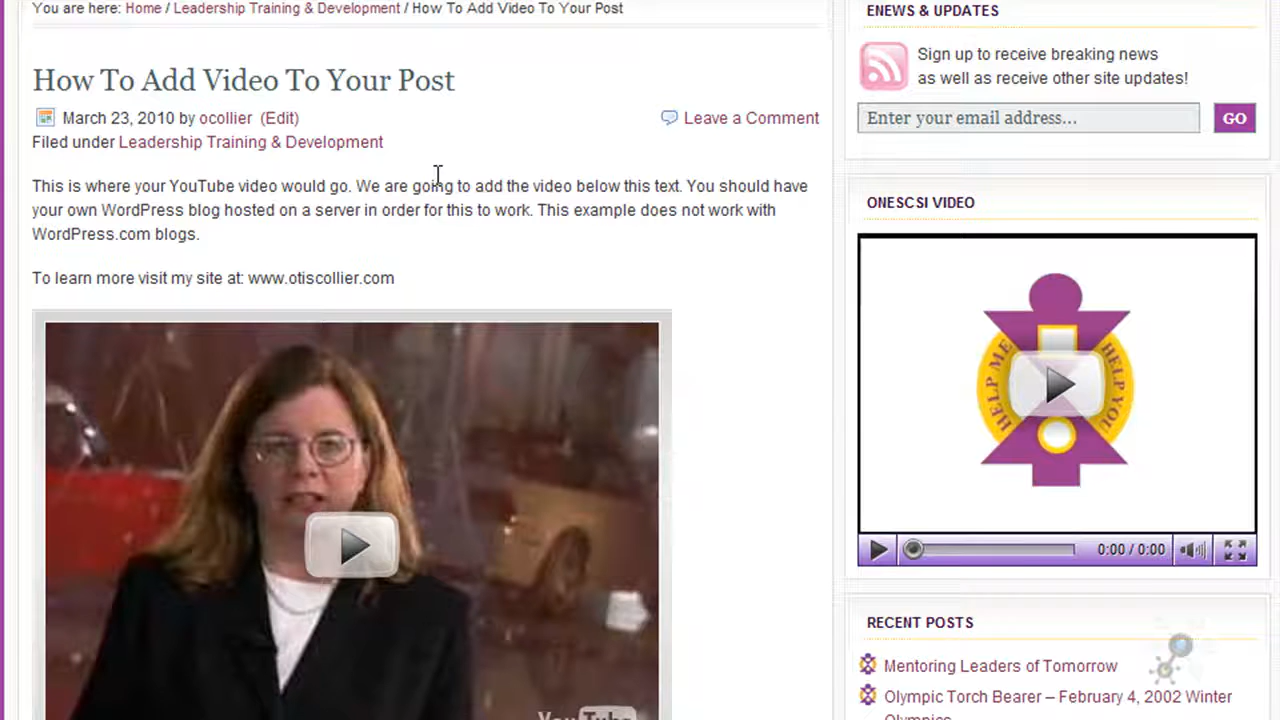 You are here: Home / Leadership Training & Development / How To Add Video To Your Post
How To Add Video To Your Post
March 23, 2010 by ocollier (Edit)
Leave a Comment
Filed under Leadership Training & Development
This is where your YouTube video would go. We are going to add the video below this text. You should have
your own WordPress blog hosted on a server in order for this to work. This example does not work with
WordPress.com blogs.
To learn more visit my site at: www.otiscollier.com
YouTube
ENEWS & UPDATES
Sign up to receive breaking news
as well as receive other site updates!
Enter your email address...
GO
ONESCSI VIDEO
HELP ME
HELP YOU
0:00 / 0:00
RECENT POSTS
Mentoring Leaders of Tomorrow
Olympic Torch Bearer – February 4, 2002 Winter
Olympics